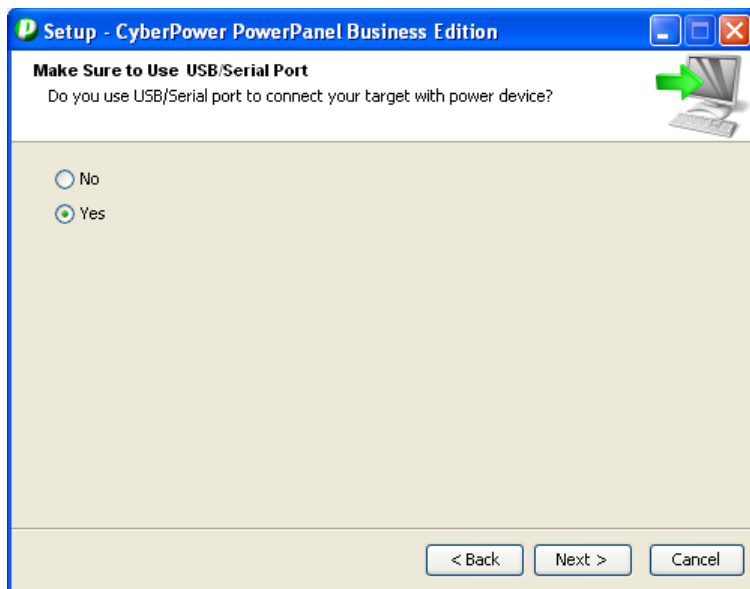 Setup - CyberPower PowerPanel Business Edition
Make Sure to Use USB/Serial Port
Do you use USB/Serial port to connect your target with power device?
No
Yes
< Back Next > Cancel